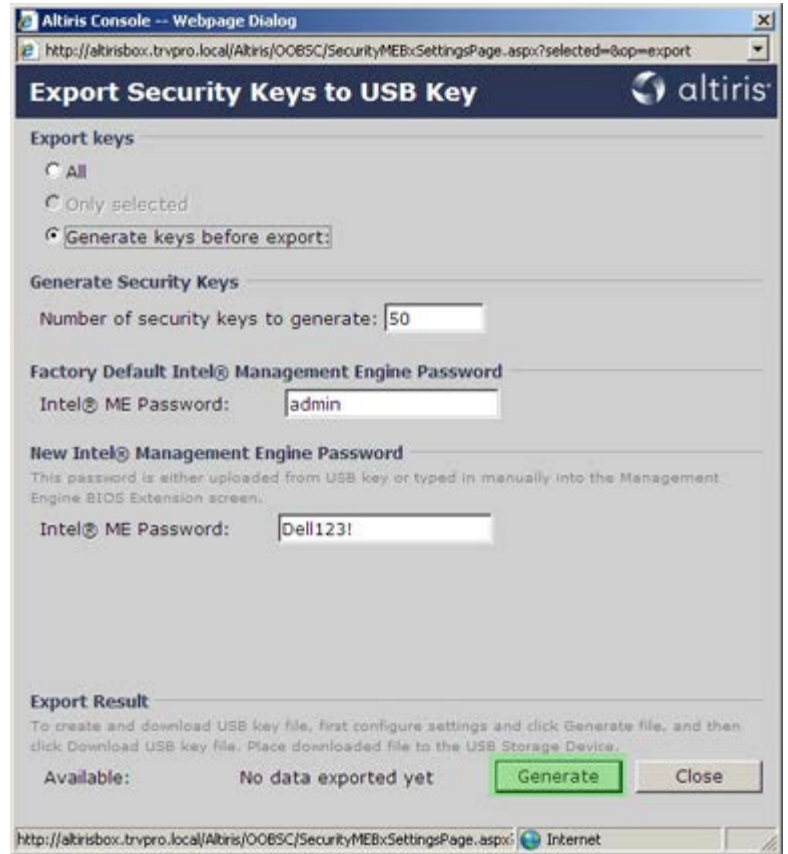 Altiris Console -- Webpage Dialog
http://altirisbox.trvpro.local/Altiris/OOBSC/SecurityMEBxSettingsPage.aspx?selected=&op=export
Export Security Keys to USB Key
altiris
Export keys
All
Only selected
Generate keys before export:
Generate Security Keys
Number of security keys to generate: 50
Factory Default Intel® Management Engine Password
Intel® ME Password: admin
New Intel® Management Engine Password
This password is either uploaded from USB key or typed in manually into the Management
Engine BIOS Extension screen.
Intel® ME Password: Dell123!
Export Result
To create and download USB key file, first configure settings and click Generate file, and then
click Download USB key file. Place downloaded file to the USB Storage Device.
Available: No data exported yet Generate Close
http://altirisbox.trvpro.local/Altiris/OOBSC/SecurityMEBxSettingsPage.aspx? Internet